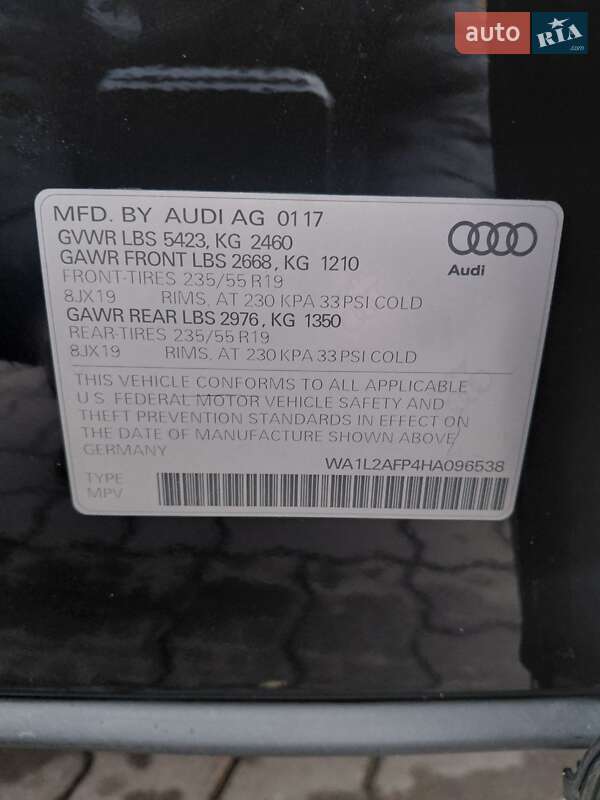 auto RIA.com
MFD. BY AUDI AG 01 17
GVWR LBS 5423, KG 2460
GAWR FRONT LBS 2668, KG 1210
FRONT-TIRES 235/55 R19
8JX19 RIMS, AT 230 KPA 33 PSI COLD
GAWR REAR LBS 2976, KG 1350
REAR-TIRES 235/55 R19
8JX19 RIMS, AT 230 KPA 33 PSI COLD
Audi
THIS VEHICLE CONFORMS TO ALL APPLICABLE
U.S. FEDERAL MOTOR VEHICLE SAFETY AND
THEFT PREVENTION STANDARDS IN EFFECT ON
THE DATE OF MANUFACTURE SHOWN ABOVE
GERMANY
WA1L2AFP4HA096538
TYPE
MPV